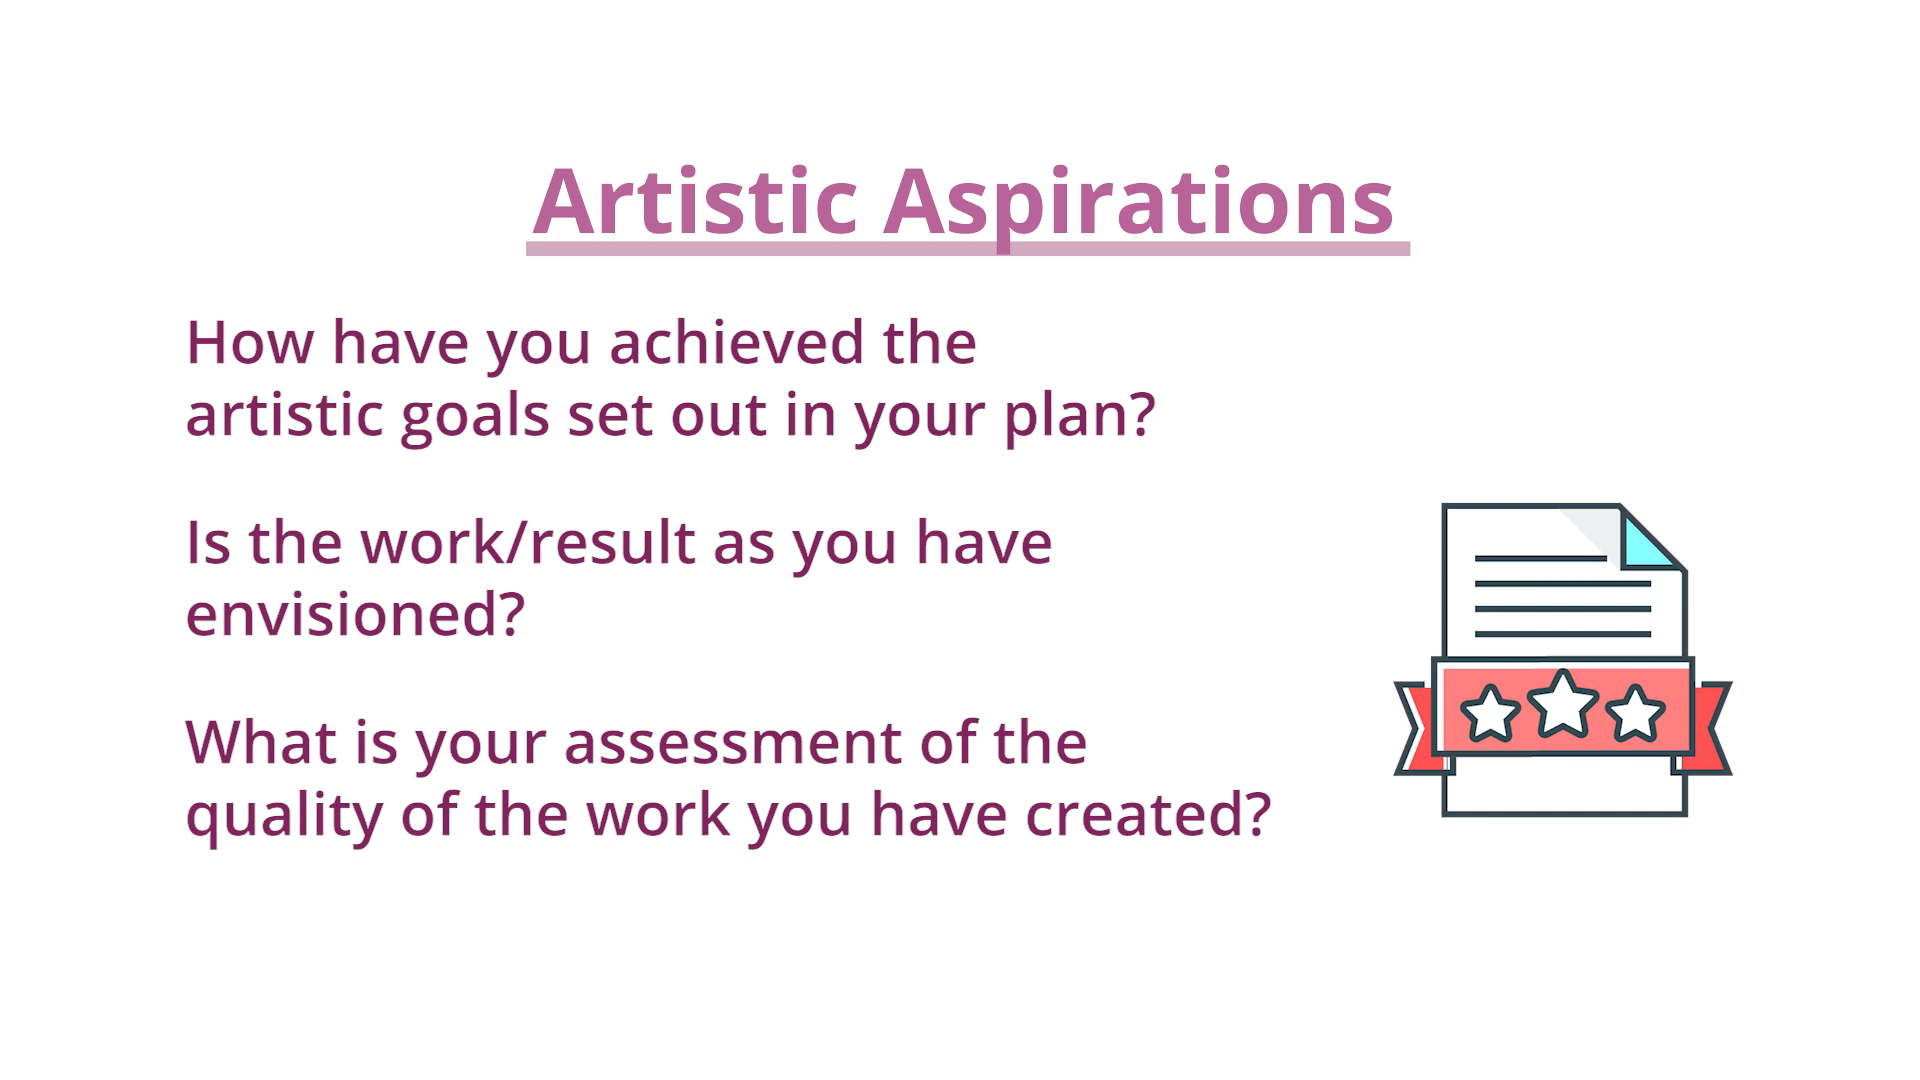 Artistic Aspirations
How have you achieved the
artistic goals set out in your plan?
Is the work/result as you have
envisioned?
What is your assessment of the
quality of the work you have created?